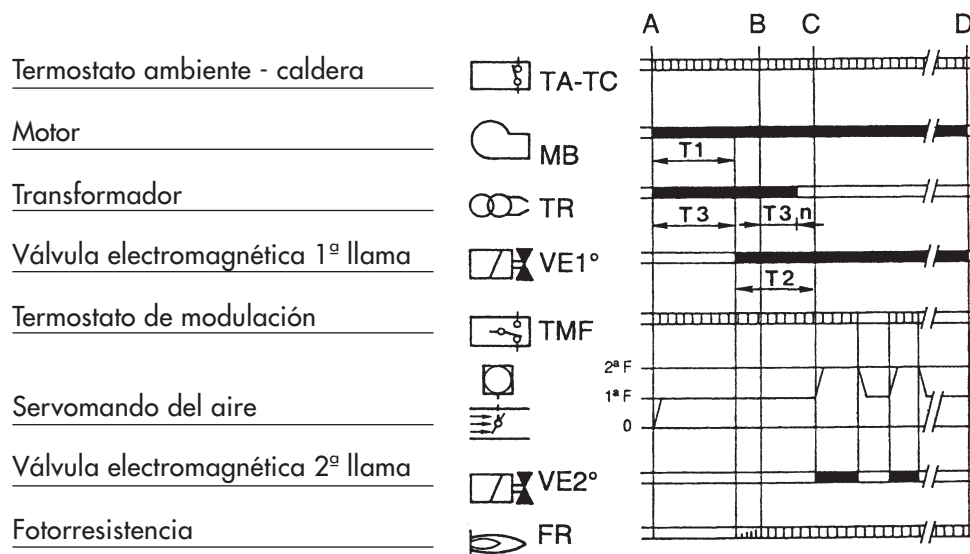 A B C D
Termostato ambiente - caldera TA-TC
Motor MB
T1
Transformador TR
T3 T3 n
Válvula electromagnética 1ª llama VE1°
T2
Termostato de modulación TMF
2ª F
1ª F
Servomando del aire
0
Válvula electromagnética 2ª llama VE2°
Fotorresistencia FR